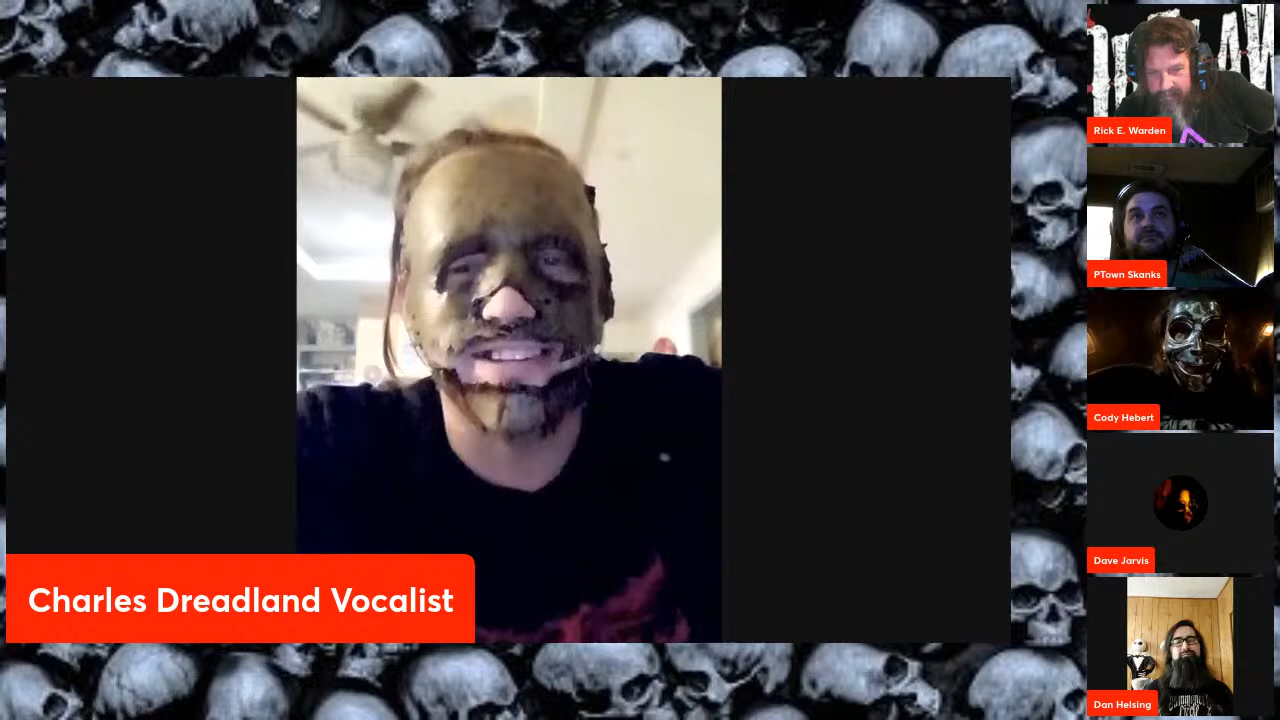 Charles Dreadland Vocalist
Rick E. Warden
PTown Skanks
Cody Hebert
Dave Jarvis
Dan Helsing